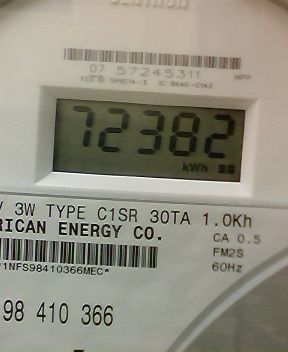 07 57245311
72382
kWh
V 3W TYPE C1SR 30TA 1.0Kh
RICAN ENERGY CO.
CA 0.5
FM2S
60Hz
*1NFS98410366MEC*
98 410 366